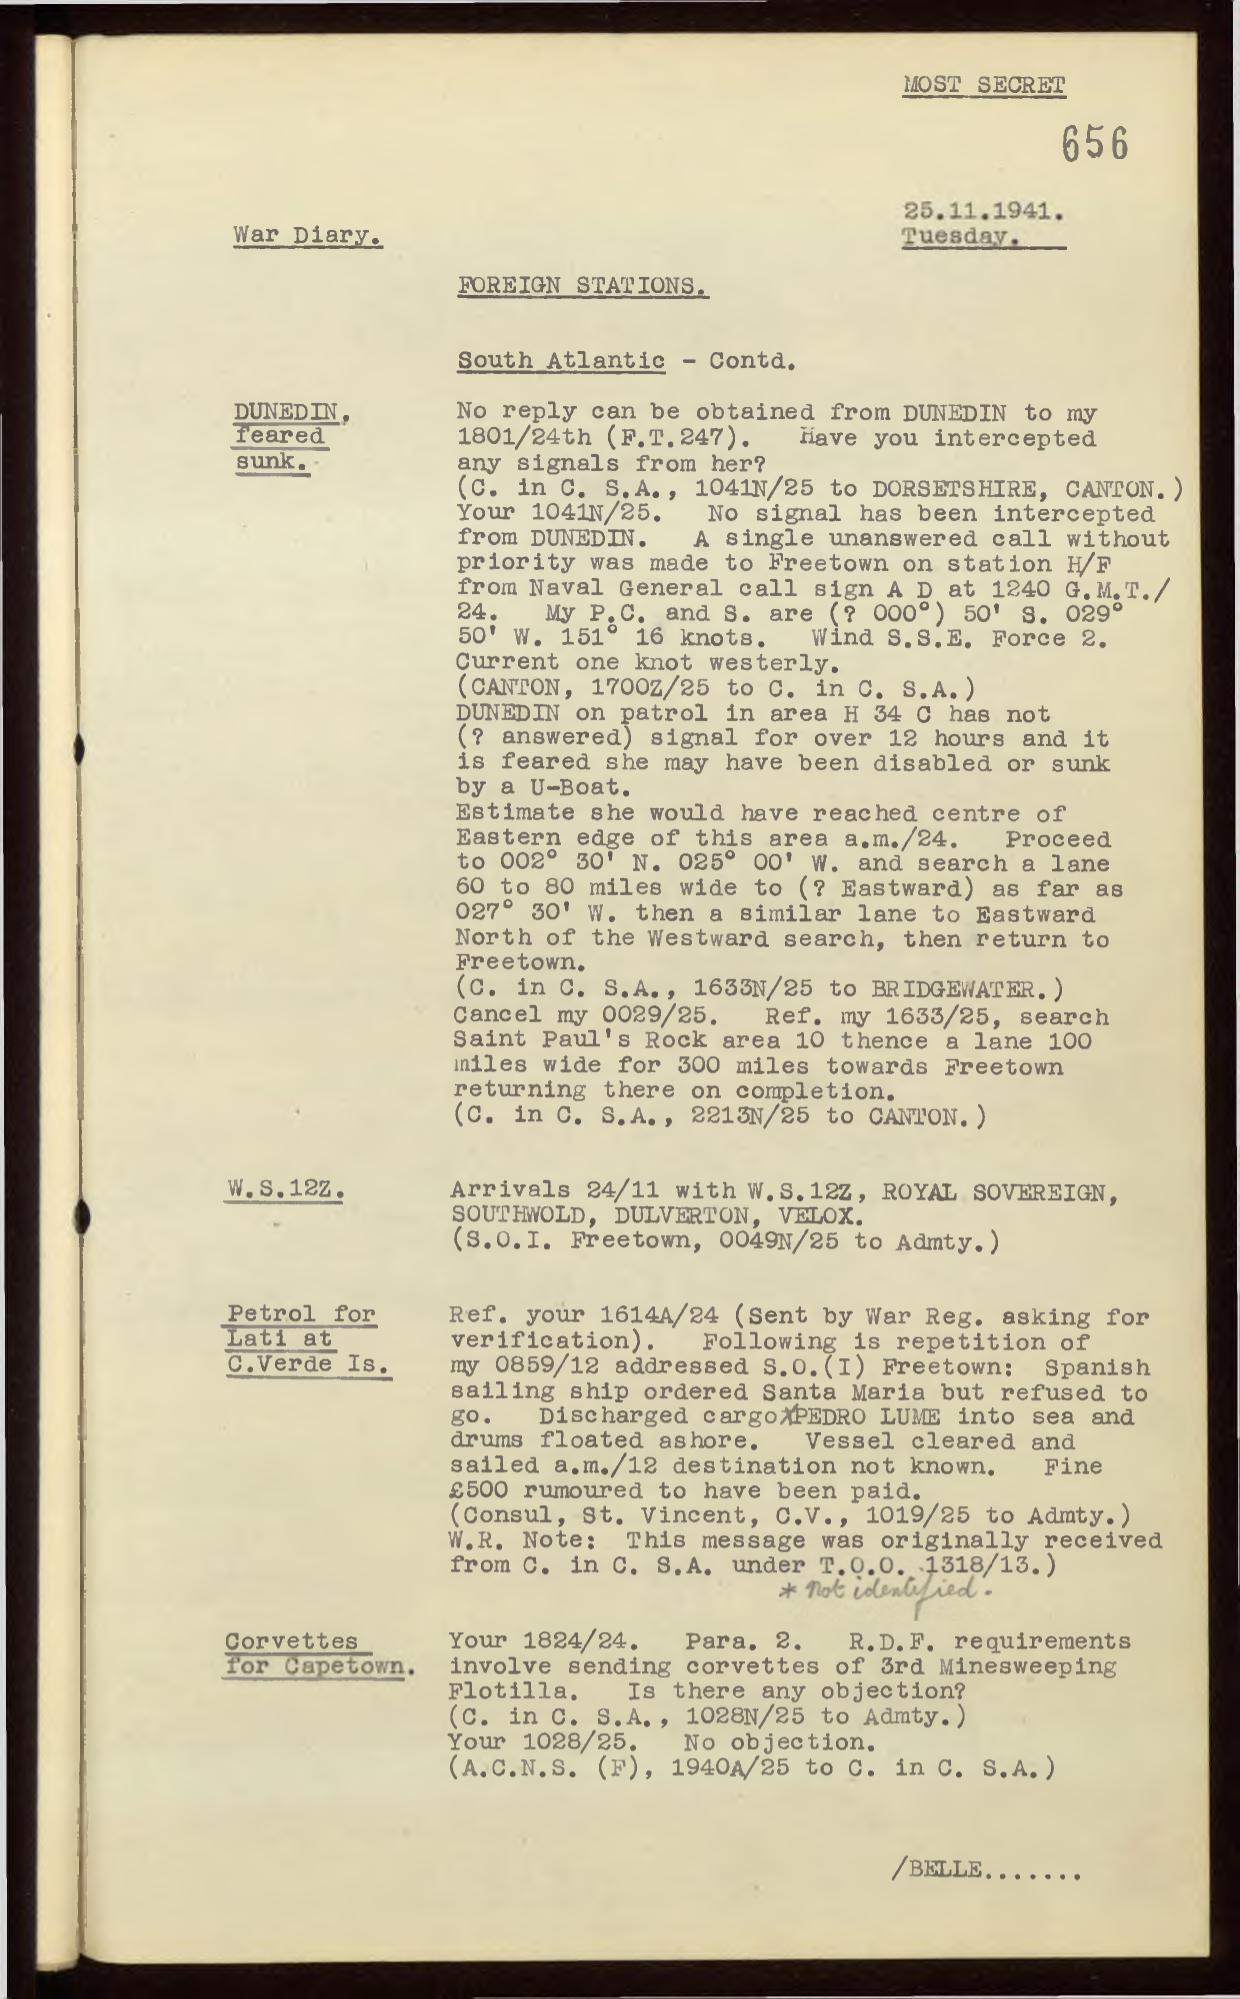 MOST SECRET
656
25.11.1941.
War Diary.
Tuesday.
FOREIGN STATIONS.
South Atlantic - Contd.
DUNEDIN,
feared
sunk.
No reply can be obtained from DUNEDIN to my
1801/24th (F.T.247). Have you intercepted
any signals from her?
(C. in C. S.A., 1041N/25 to DORSETSHIRE, CANTON.)
Your 1041N/25. No signal has been intercepted
from DUNEDIN. A single unanswered call without
priority was made to Freetown on station H/F
from Naval General call sign A D at 1240 G.M.T./
24. My P.C. and S. are (? 000°) 50' S. 029°
50' W. 151° 16 knots. Wind S.S.E. Force 2.
Current one knot westerly.
(CANTON, 1700Z/25 to C. in C. S.A.)
DUNEDIN on patrol in area H 34 C has not
(? answered) signal for over 12 hours and it
is feared she may have been disabled or sunk
by a U-Boat.
Estimate she would have reached centre of
Eastern edge of this area a.m./24. Proceed
to 002° 30' N. 025° 00' W. and search a lane
60 to 80 miles wide to (? Eastward) as far as
027° 30' W. then a similar lane to Eastward
North of the Westward search, then return to
Freetown.
(C. in C. S.A., 1633N/25 to BRIDGEWATER.)
Cancel my 0029/25. Ref. my 1633/25, search
Saint Paul's Rock area 10 thence a lane 100
miles wide for 300 miles towards Freetown
returning there on completion.
(C. in C. S.A., 2213N/25 to CANTON.)
W.S.12Z.
Arrivals 24/11 with W.S.12Z, ROYAL SOVEREIGN,
SOUTHWOLD, DULVERTON, VELOX.
(S.O.I. Freetown, 0049N/25 to Admty.)
Petrol for
Lati at
C.Verde Is.
Ref. your 1614A/24 (Sent by War Reg. asking for
verification). Following is repetition of
my 0859/12 addressed S.O.(I) Freetown: Spanish
sailing ship ordered Santa Maria but refused to
go. Discharged cargo *PEDRO LUME into sea and
drums floated ashore. Vessel cleared and
sailed a.m./12 destination not known. Fine
£500 rumoured to have been paid.
(Consul, St. Vincent, C.V., 1019/25 to Admty.)
W.R. Note: This message was originally received
from C. in C. S.A. under T.O.O. 1318/13.)
* Not identified.
Corvettes
for Capetown.
Your 1824/24. Para. 2. R.D.F. requirements
involve sending corvettes of 3rd Minesweeping
Flotilla. Is there any objection?
(C. in C. S.A., 1028N/25 to Admty.)
Your 1028/25. No objection.
(A.C.N.S. (F), 1940A/25 to C. in C. S.A.)
/BELLE.......